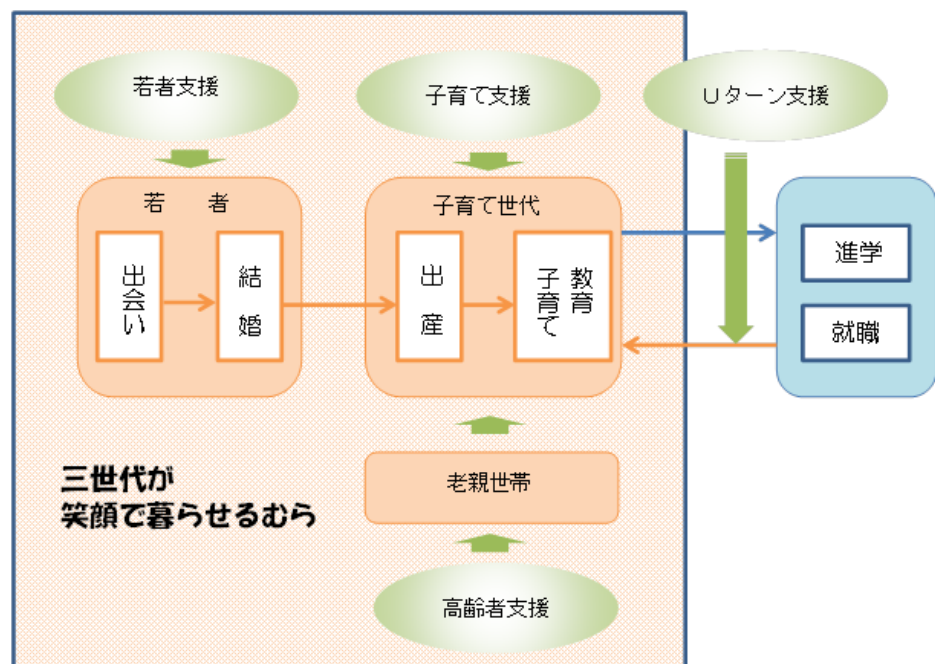 若者支援
子育て支援
Uターン支援
若　者
出会い
結婚
子育て世代
出産
教育
子育て
進学
就職
三世代が
笑顔で暮らせるむら
老親世帯
高齢者支援